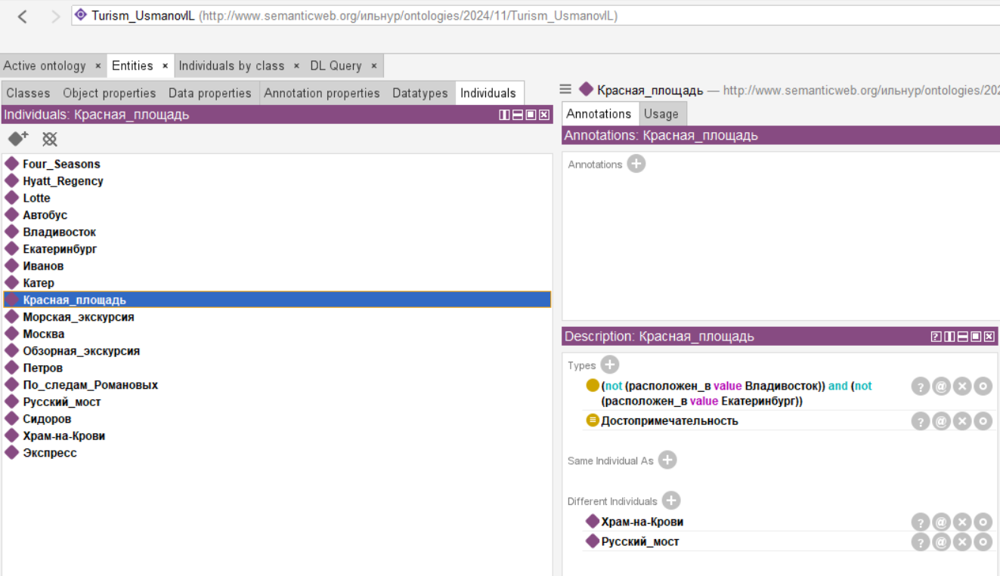 Turism_UsmanovIL (http://www.semanticweb.org/ильнур/ontologies/2024/11/Turism_UsmanovIL)
Active ontology × Entities × Individuals by class × DL Query ×
Classes Object properties Data properties Annotation properties Datatypes Individuals
Individuals: Красная_площадь
Four_Seasons
Hyatt_Regency
Lotte
Автобус
Владивосток
Екатеринбург
Иванов
Катер
Красная_площадь
Морская_экскурсия
Москва
Обзорная_экскурсия
Петров
По_следам_Романовых
Русский_мост
Сидоров
Храм-на-Крови
Экспресс
Красная_площадь — http://www.semanticweb.org/ильнур/ontologies/202
Annotations Usage
Annotations: Красная_площадь
Annotations
Description: Красная_площадь
Types
(not (расположен_в value Владивосток)) and (not
(расположен_в value Екатеринбург))
Достопримечательность
Same Individual As
Different Individuals
Храм-на-Крови
Русский_мост